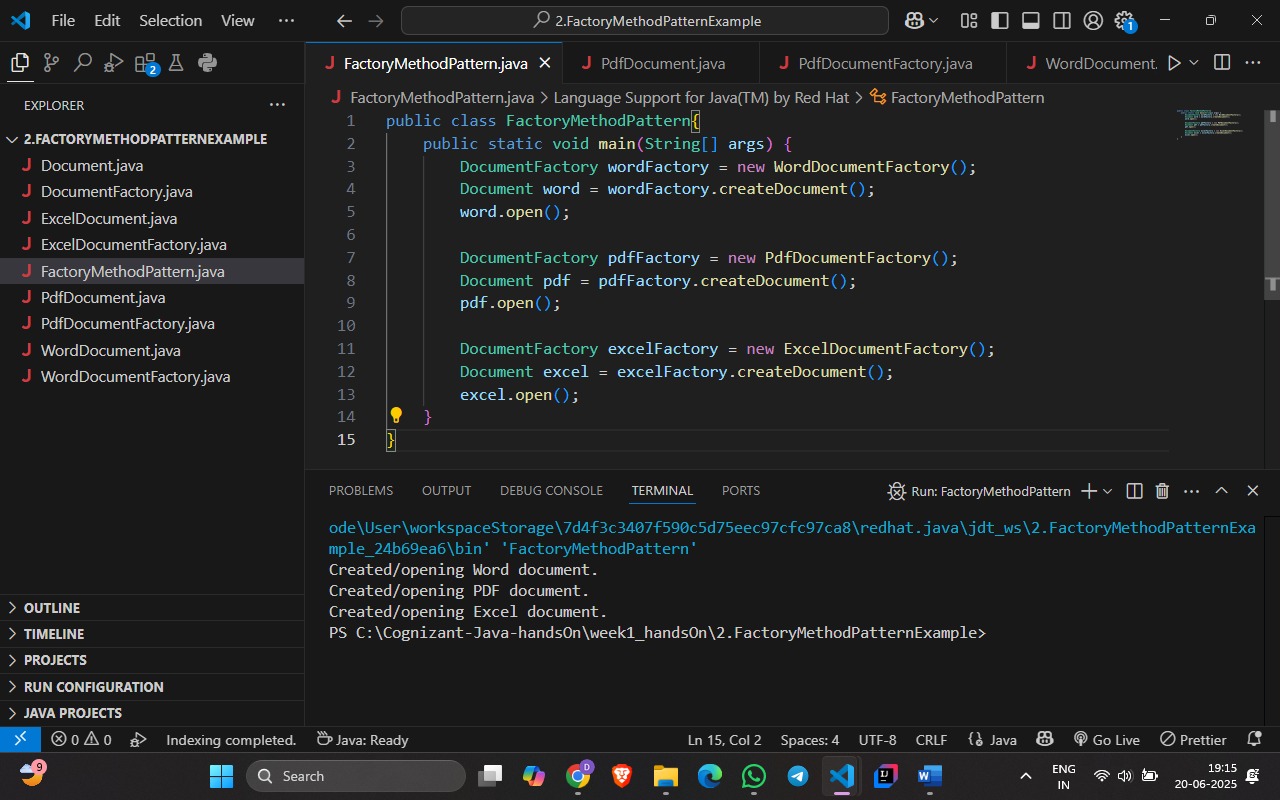 File Edit Selection View ···
2.FactoryMethodPatternExample
1
2
EXPLORER
2.FACTORYMETHODPATTERNEXAMPLE
J Document.java
J DocumentFactory.java
J ExcelDocument.java
J ExcelDocumentFactory.java
J FactoryMethodPattern.java
J PdfDocument.java
J PdfDocumentFactory.java
J WordDocument.java
J WordDocumentFactory.java
OUTLINE
TIMELINE
PROJECTS
RUN CONFIGURATION
JAVA PROJECTS
J FactoryMethodPattern.java J PdfDocument.java J PdfDocumentFactory.java J WordDocument.
J FactoryMethodPattern.java > Language Support for Java(TM) by Red Hat > FactoryMethodPattern
1 public class FactoryMethodPattern{
2 public static void main(String[] args) {
3 DocumentFactory wordFactory = new WordDocumentFactory();
4 Document word = wordFactory.createDocument();
5 word.open();
6
7 DocumentFactory pdfFactory = new PdfDocumentFactory();
8 Document pdf = pdfFactory.createDocument();
9 pdf.open();
10
11 DocumentFactory excelFactory = new ExcelDocumentFactory();
12 Document excel = excelFactory.createDocument();
13 excel.open();
14 }
15 }
PROBLEMS OUTPUT DEBUG CONSOLE TERMINAL PORTS Run: FactoryMethodPattern
ode\User\workspaceStorage\7d4f3c3407f590c5d75eec97cfc97ca8\redhat.java\jdt_ws\2.FactoryMethodPatternExa
mple_24b69ea6\bin' 'FactoryMethodPattern'
Created/opening Word document.
Created/opening PDF document.
Created/opening Excel document.
PS C:\Cognizant-Java-handsOn\week1_handsOn\2.FactoryMethodPatternExample>
0 0 Indexing completed. Java: Ready Ln 15, Col 2 Spaces: 4 UTF-8 CRLF {} Java Go Live Prettier
9 Search D ENG 19:15
IN 20-06-2025